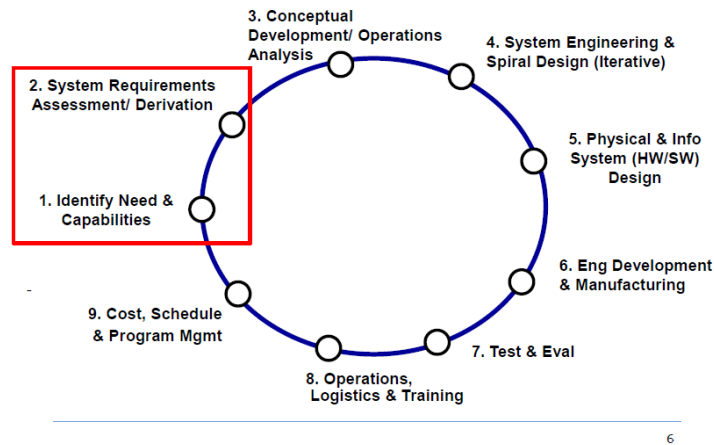 3. Conceptual
Development/ Operations
Analysis
4. System Engineering &
Spiral Design (Iterative)
2. System Requirements
Assessment/ Derivation
5. Physical & Info
System (HW/SW)
Design
1. Identify Need &
Capabilities
6. Eng Development
& Manufacturing
-
9. Cost, Schedule
& Program Mgmt
7. Test & Eval
8. Operations,
Logistics & Training
6